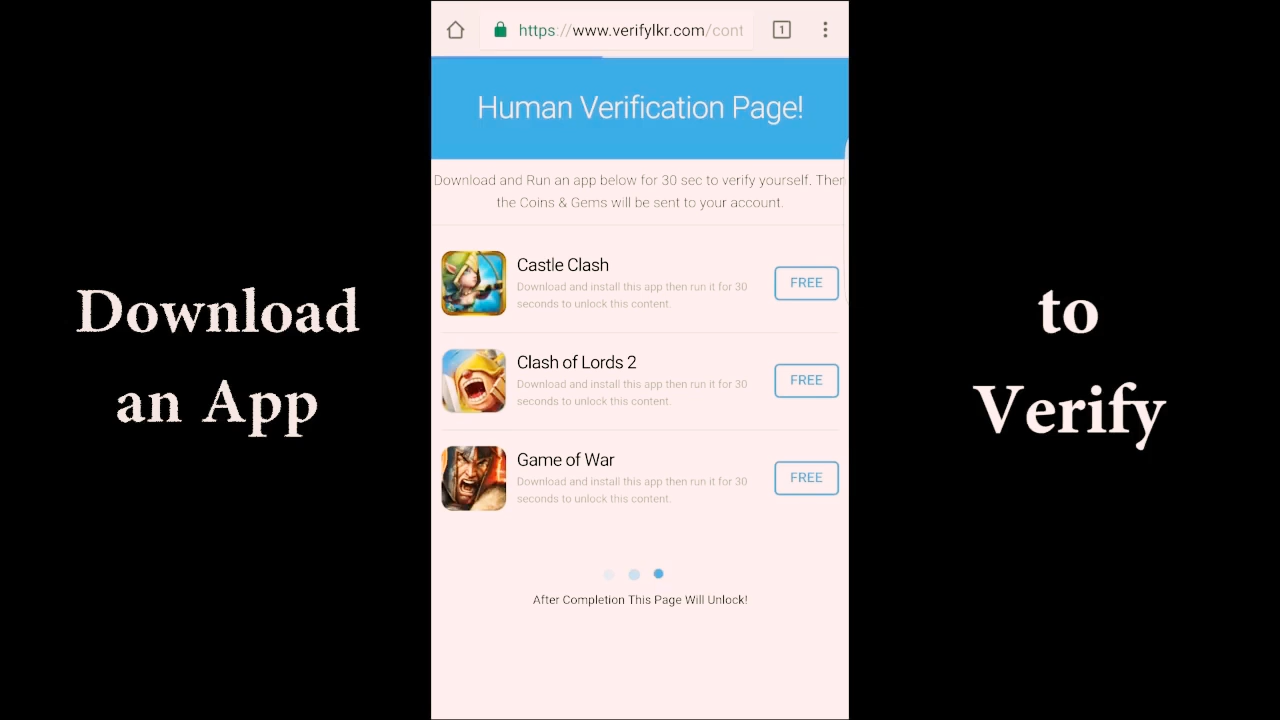 https://www.verifylkr.com/cont
1
Human Verification Page!
Download and Run an app below for 30 sec to verify yourself. Then
the Coins & Gems will be sent to your account.
Castle Clash
Download and install this app then run it for 30
seconds to unlock this content.
FREE
Clash of Lords 2
Download and install this app then run it for 30
seconds to unlock this content.
FREE
Game of War
Download and install this app then run it for 30
seconds to unlock this content.
FREE
After Completion This Page Will Unlock!
Download
an App
to
Verify